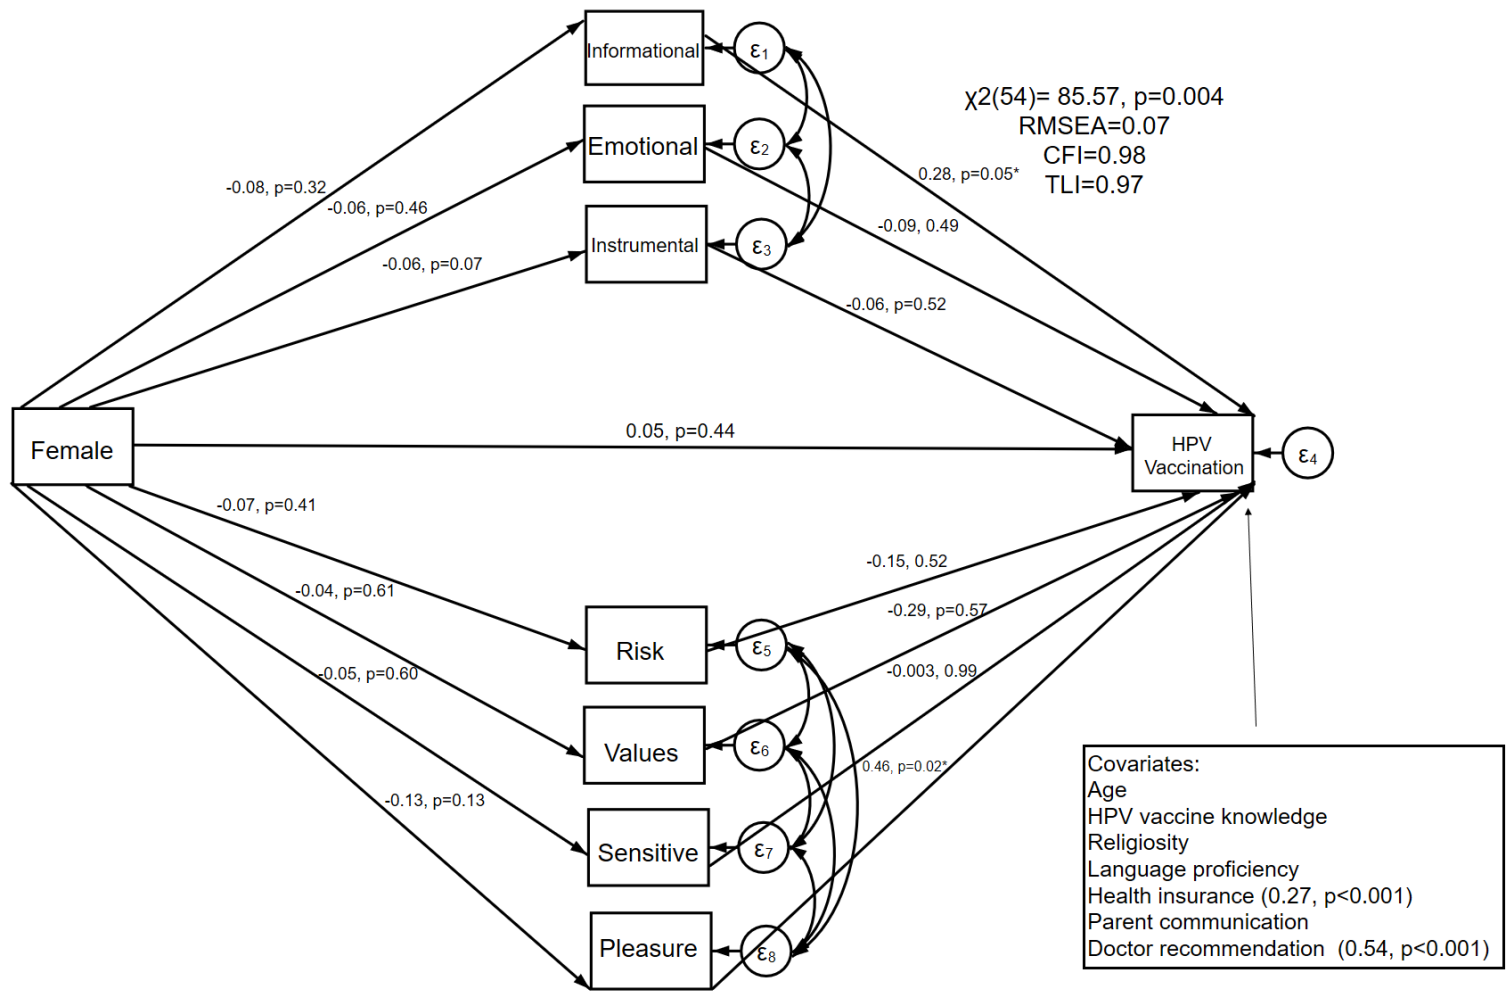 Informational
ε1
χ2(54)= 85.57, p=0.004
RMSEA=0.07
CFI=0.98
TLI=0.97
Emotional
ε2
0.28, p=0.05*
-0.08, p=0.32
-0.06, p=0.46
-0.09, 0.49
Instrumental
ε3
-0.06, p=0.07
-0.06, p=0.52
Female
0.05, p=0.44
HPV
Vaccination
ε4
-0.07, p=0.41
-0.15, 0.52
-0.04, p=0.61
-0.29, p=0.57
Risk
ε5
-0.05, p=0.60
-0.003, 0.99
Values
ε6
0.46, p=0.02*
-0.13, p=0.13
Sensitive
ε7
Pleasure
ε8
Covariates:
Age
HPV vaccine knowledge
Religiosity
Language proficiency
Health insurance (0.27, p<0.001)
Parent communication
Doctor recommendation  (0.54, p<0.001)